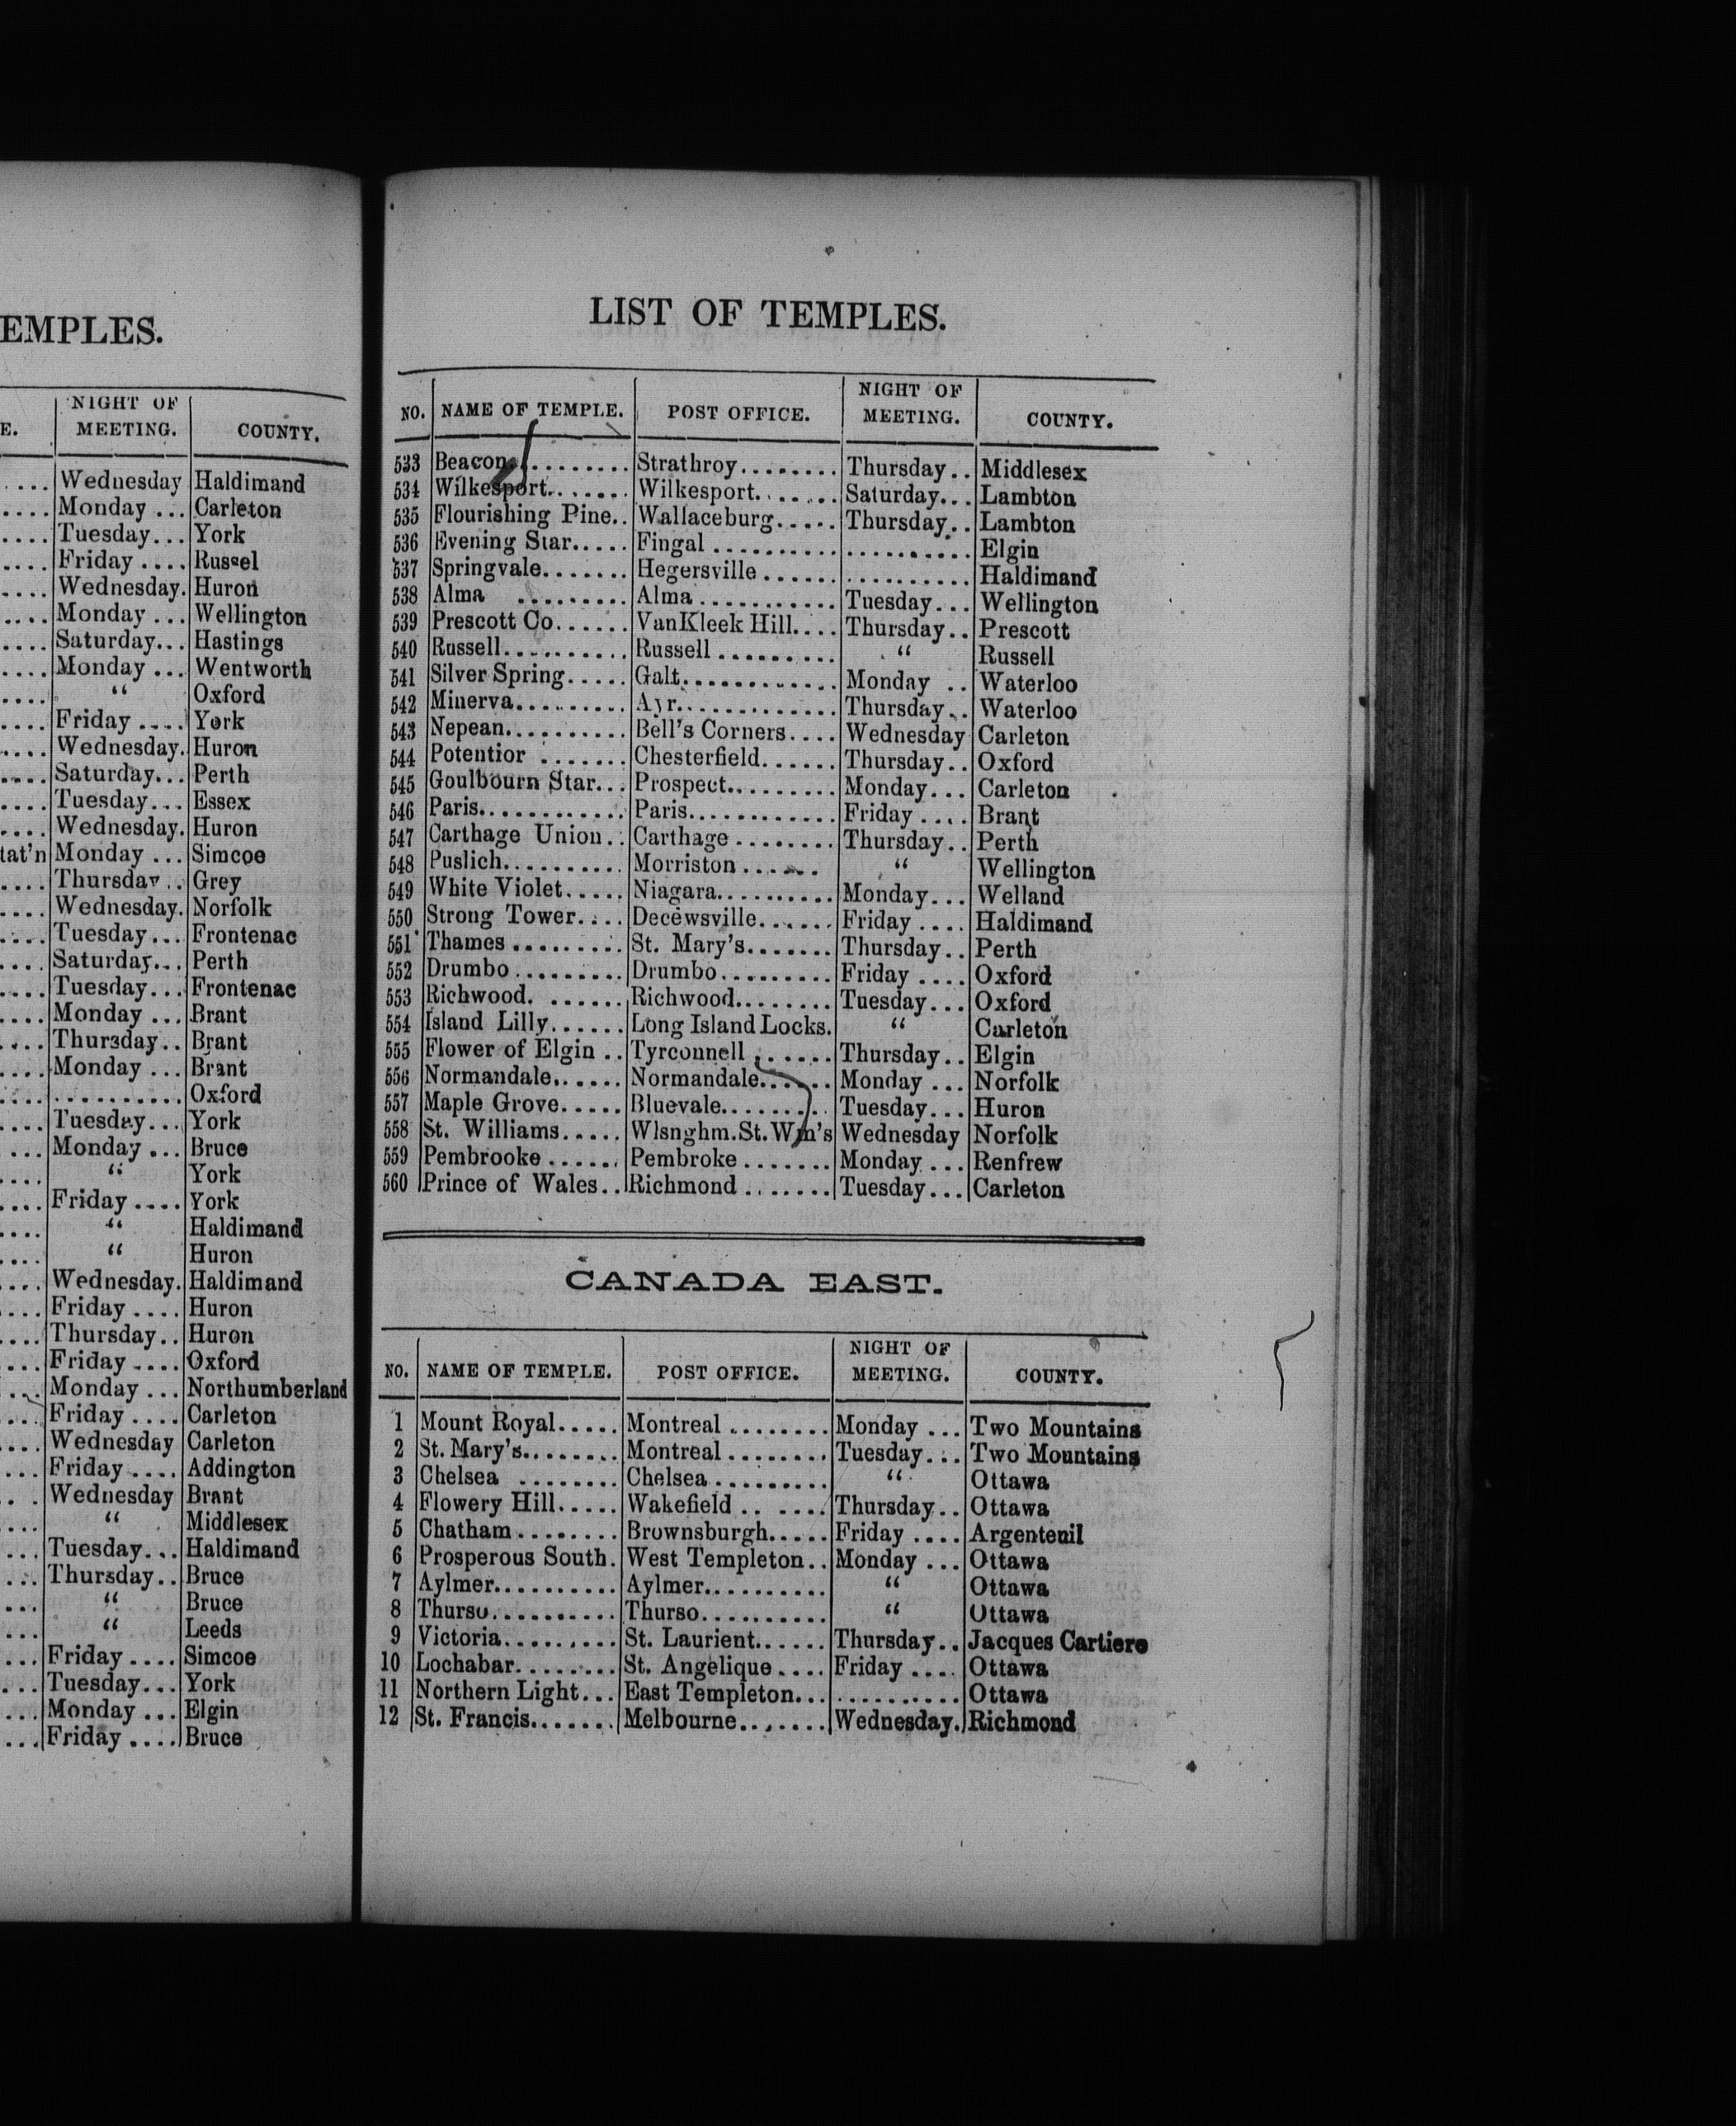 EMPLES.
E. NIGHT OF MEETING. COUNTY.
.... Wednesday Haldimand
.... Monday ... Carleton
.... Tuesday... York
.... Friday .... Russel
.... Wednesday. Huron
.... Monday ... Wellington
.... Saturday... Hastings
.... Monday ... Wentworth
.... “ Oxford
.... Friday .... York
.... Wednesday. Huron
.... Saturday... Perth
.... Tuesday... Essex
.... Wednesday. Huron
tat'n Monday ... Simcoe
.... Thursday .. Grey
.... Wednesday. Norfolk
.... Tuesday... Frontenac
.... Saturday... Perth
.... Tuesday... Frontenac
.... Monday ... Brant
.... Thursday.. Brant
.... Monday ... Brant
.... .......... Oxford
.... Tuesday... York
... Monday ... Bruce
.... “ York
.... Friday .... York
.... “ Haldimand
... “ Huron
.... Wednesday. Haldimand
.... Friday .... Huron
.... Thursday.. Huron
.... Friday .... Oxford
... Monday ... Northumberland
.... Friday .... Carleton
.... Wednesday Carleton
... Friday .... Addington
.. . Wednesday Brant
.... “ Middlesex
... Tuesday... Haldimand
... Thursday.. Bruce
... “ Bruce
... “ Leeds
... Friday .... Simcoe
... Tuesday... York
... Monday ... Elgin
... Friday .... Bruce
LIST OF TEMPLES.
NO. NAME OF TEMPLE. POST OFFICE. NIGHT OF MEETING. COUNTY.
533 Beacon.......... Strathroy........ Thursday.. Middlesex
534 Wilkesport....... Wilkesport....... Saturday... Lambton
535 Flourishing Pine.. Wallaceburg..... Thursday.. Lambton
536 Evening Star..... Fingal .......... .......... Elgin
537 Springvale....... Hegersville ...... .......... Haldimand
538 Alma ......... Alma ........... Tuesday... Wellington
539 Prescott Co...... VanKleek Hill.... Thursday.. Prescott
540 Russell.......... Russell ......... “ Russell
541 Silver Spring..... Galt............. Monday .. Waterloo
542 Minerva......... Ayr............. Thursday.. Waterloo
543 Nepean.......... Bell's Corners.... Wednesday Carleton
544 Potentior ....... Chesterfield...... Thursday.. Oxford
545 Goulbourn Star... Prospect......... Monday... Carleton
546 Paris............ Paris............ Friday .... Brant
547 Carthage Union.. Carthage ........ Thursday.. Perth
548 Puslich.......... Morriston ...... “ Wellington
549 White Violet..... Niagara.......... Monday... Welland
550 Strong Tower.... Decewsville...... Friday .... Haldimand
551 Thames ......... St. Mary's....... Thursday.. Perth
552 Drumbo......... Drumbo......... Friday .... Oxford
553 Richwood. ...... Richwood........ Tuesday... Oxford
554 Island Lilly...... Long Island Locks. “ Carleton
555 Flower of Elgin .. Tyrconnell ...... Thursday.. Elgin
556 Normandale...... Normandale...... Monday ... Norfolk
557 Maple Grove..... Bluevale......... Tuesday... Huron
558 St. Williams..... Wlsnghm.St.Wm's Wednesday Norfolk
559 Pembrooke ...... Pembroke ....... Monday ... Renfrew
560 Prince of Wales.. Richmond ....... Tuesday... Carleton
CANADA EAST.
NO. NAME OF TEMPLE. POST OFFICE. NIGHT OF MEETING. COUNTY.
1 Mount Royal..... Montreal ........ Monday ... Two Mountains
2 St. Mary's........ Montreal ........ Tuesday... Two Mountains
3 Chelsea ........ Chelsea .......... “ Ottawa
4 Flowery Hill..... Wakefield .. .... Thursday.. Ottawa
5 Chatham ........ Brownsburgh..... Friday .... Argenteuil
6 Prosperous South. West Templeton.. Monday ... Ottawa
7 Aylmer.......... Aylmer.......... “ Ottawa
8 Thurso.......... Thurso........... “ Ottawa
9 Victoria.......... St. Laurient...... Thursday.. Jacques Cartiere
10 Lochabar......... St. Angelique .... Friday .... Ottawa
11 Northern Light... East Templeton... .......... Ottawa
12 St. Francis....... Melbourne........ Wednesday. Richmond